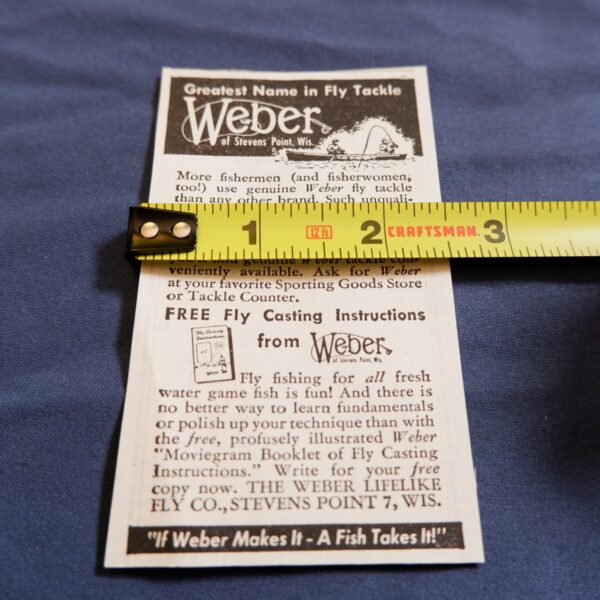 Greatest Name in Fly Tackle
Weber
of Stevens Point, Wis.
More fishermen (and fisherwomen,
too!) use genuine Weber fly tackle
than any other brand. Such unquali-
1 12ft 2 CRAFTSMAN. 3
genuine Weber tackle con-
veniently available. Ask for Weber
at your favorite Sporting Goods Store
or Tackle Counter.
FREE Fly Casting Instructions
from Weber
of Stevens Point, Wis.
Fly fishing for all fresh
water game fish is fun! And there is
no better way to learn fundamentals
or polish up your technique than with
the free, profusely illustrated Weber
"Moviegram Booklet of Fly Casting
Instructions." Write for your free
copy now. THE WEBER LIFELIKE
FLY CO., STEVENS POINT 7, WIS.
"If Weber Makes It - A Fish Takes It!"